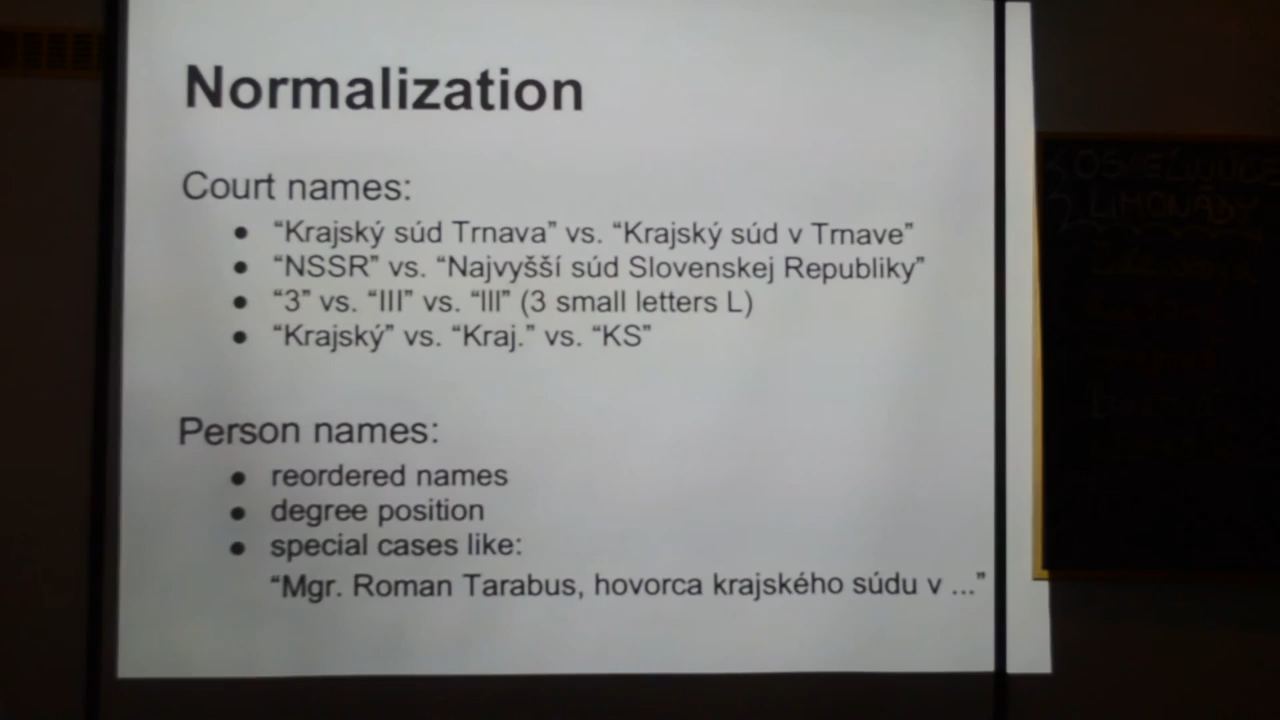 Normalization
Court names:
● “Krajský súd Trnava” vs. “Krajský súd v Trnave”
● “NSSR” vs. “Najvyšší súd Slovenskej Republiky”
● “3” vs. “III” vs. “lll” (3 small letters L)
● “Krajský” vs. “Kraj.” vs. “KS”
Person names:
● reordered names
● degree position
● special cases like:
“Mgr. Roman Tarabus, hovorca krajského súdu v ...”